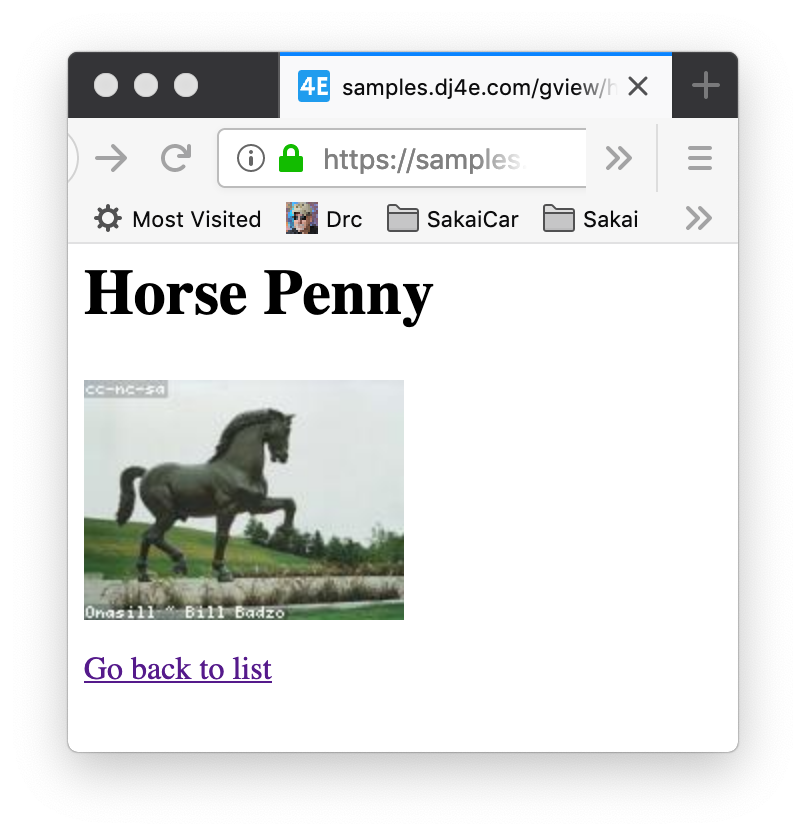 4E samples.dj4e.com/gview/h
https://samples.
Most Visited Drc SakaiCar Sakai
Horse Penny
cc-nc-sa
Onasill ~ Bill Badzo
Go back to list